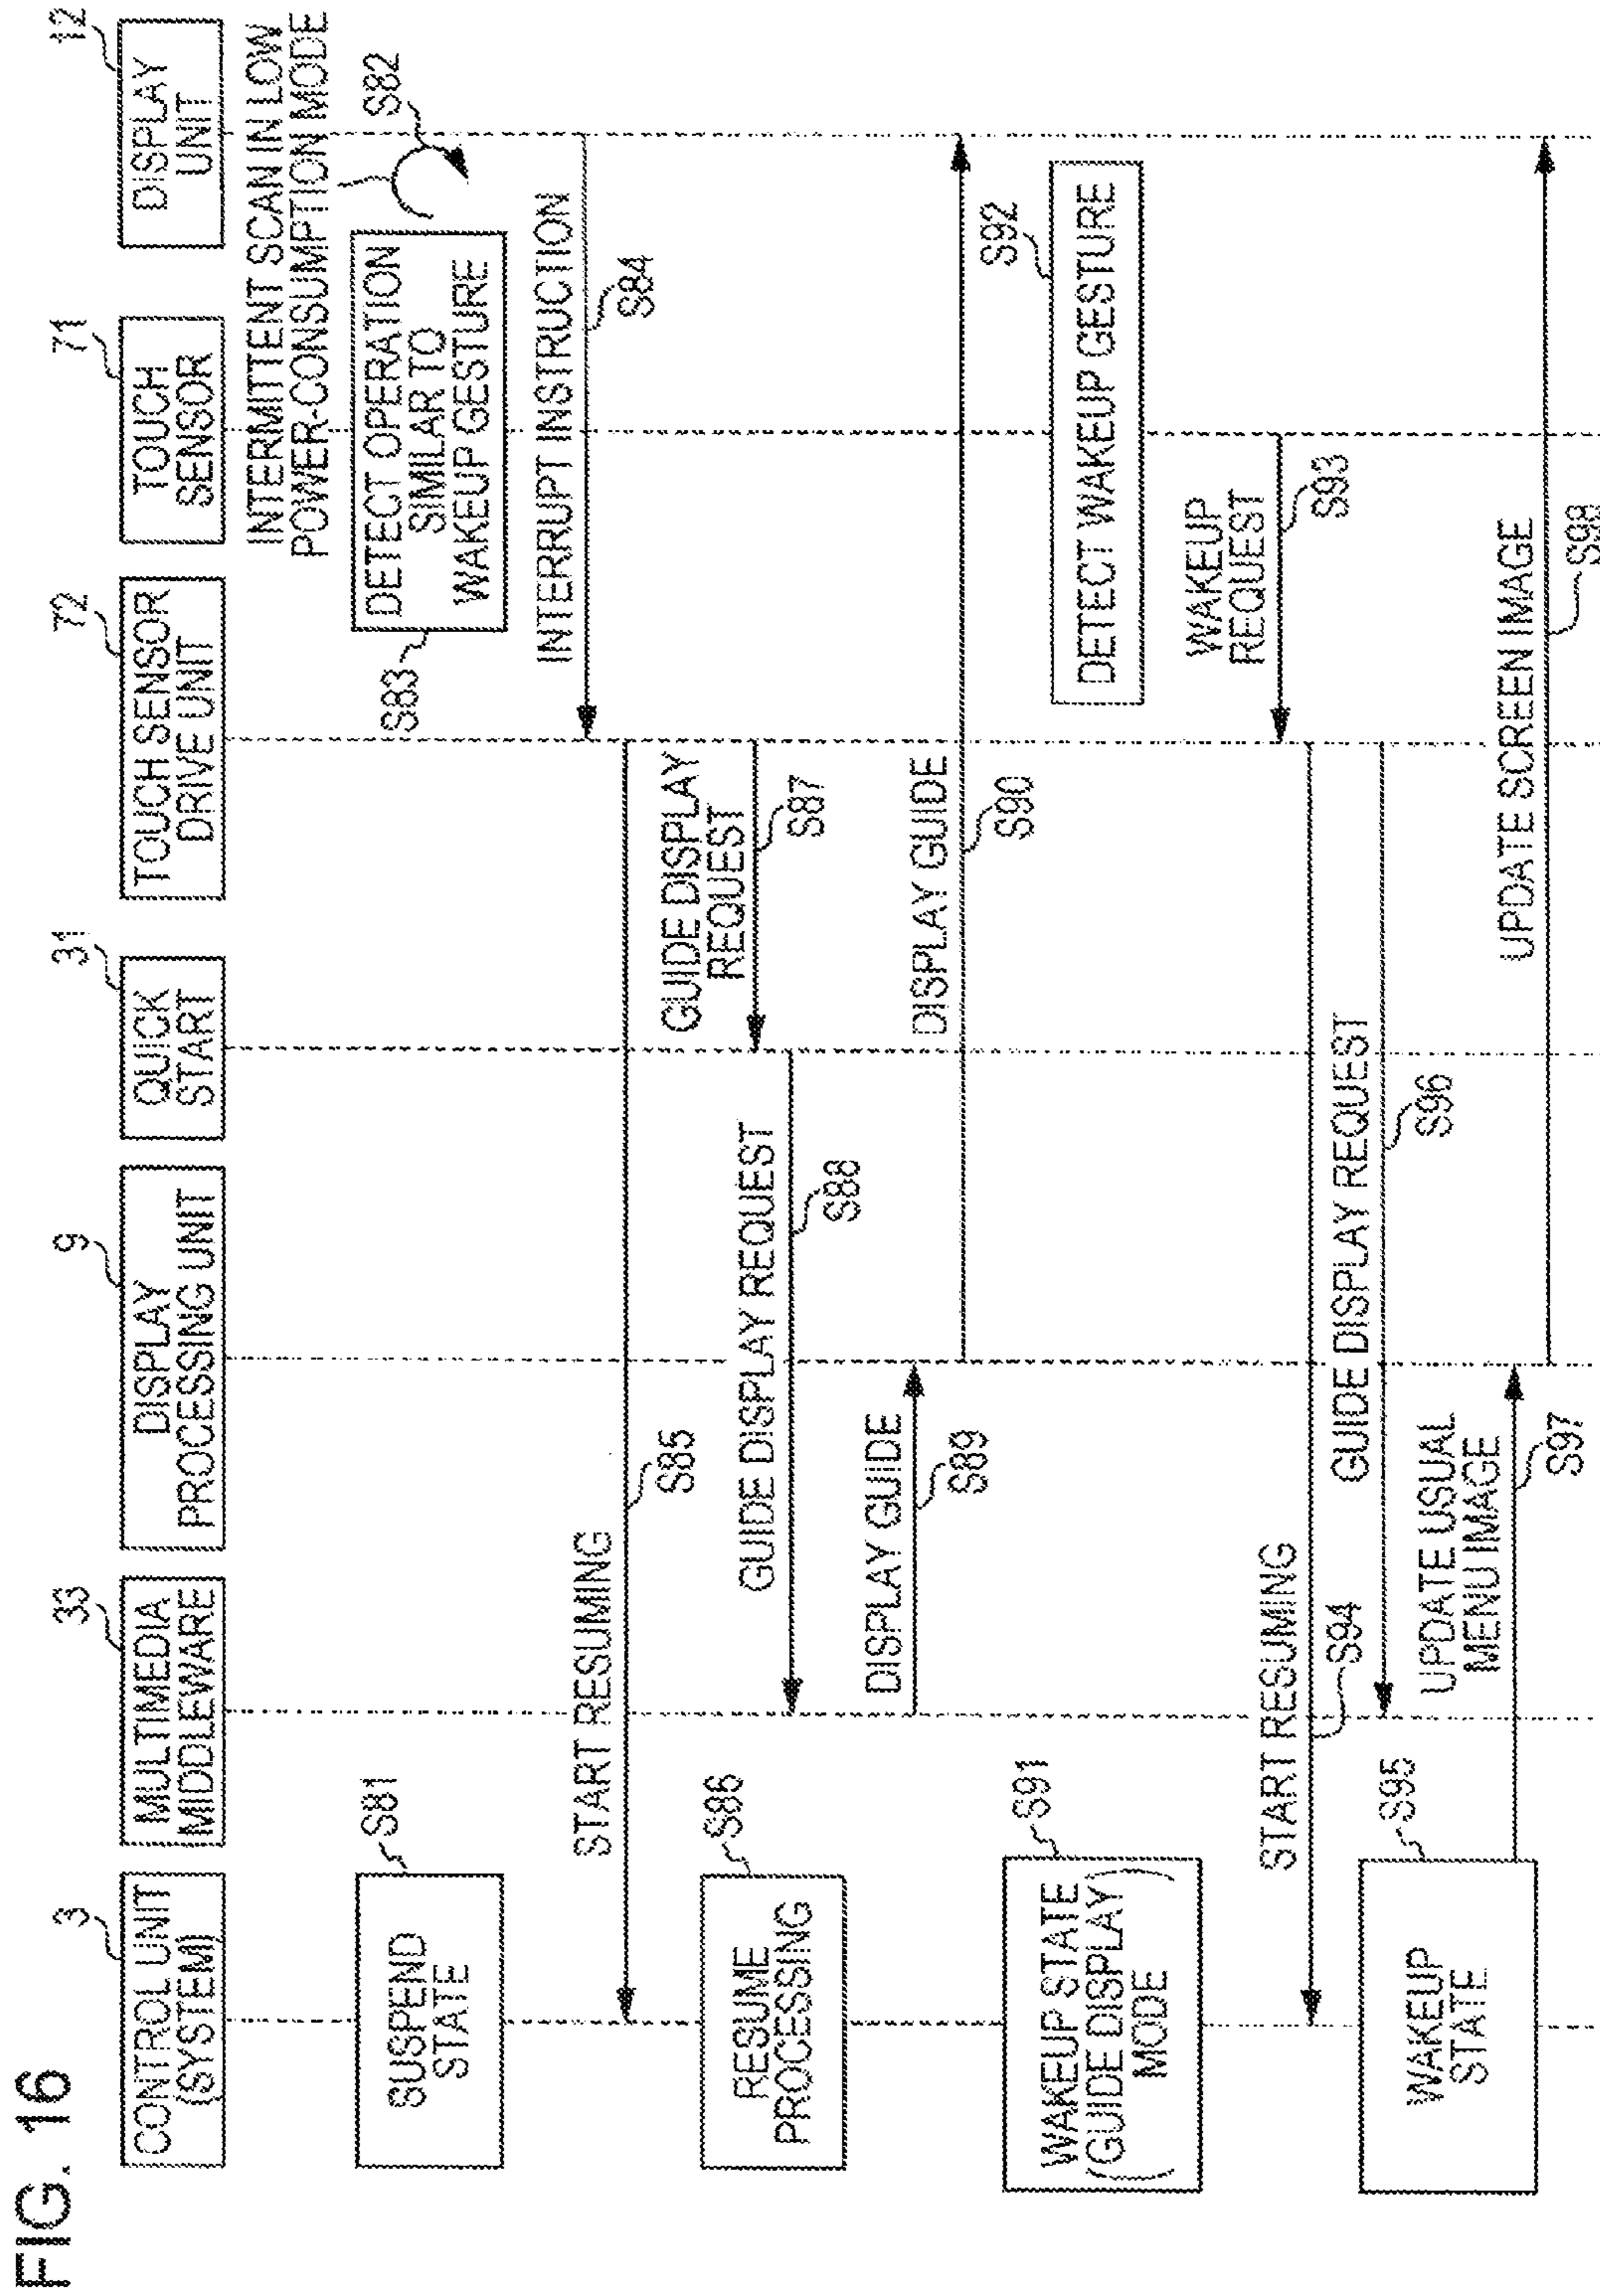 FIG. 16
3
CONTROL UNIT
(SYSTEM)
33
MULTIMEDIA
MIDDLEWARE
9
DISPLAY
PROCESSING UNIT
31
QUICK
START
72
TOUCH SENSOR
DRIVE UNIT
71
TOUCH
SENSOR
12
DISPLAY
UNIT
INTERMITTENT SCAN IN LOW
POWER-CONSUMPTION MODE
S82
SUSPEND
STATE
S81
S83
DETECT OPERATION
SIMILAR TO
WAKEUP GESTURE
INTERRUPT INSTRUCTION
S84
START RESUMING
S85
RESUME
PROCESSING
S86
GUIDE DISPLAY
REQUEST
S87
GUIDE DISPLAY REQUEST
S88
DISPLAY GUIDE
S89
DISPLAY GUIDE
S90
WAKEUP STATE
(GUIDE DISPLAY)
MODE
S91
DETECT WAKEUP GESTURE
S92
WAKEUP
REQUEST
S93
START RESUMING
S94
WAKEUP
STATE
S95
GUIDE DISPLAY REQUEST
S96
UPDATE USUAL
MENU IMAGE
S97
UPDATE SCREEN IMAGE
S98